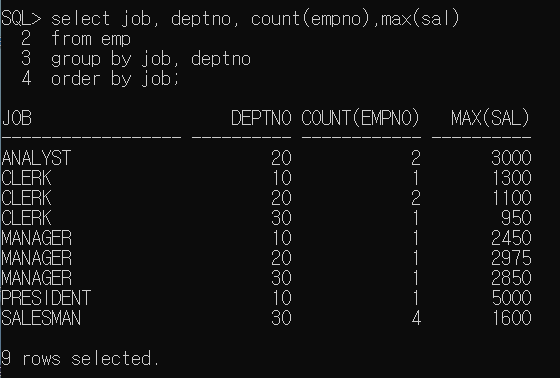 SQL> select job, deptno, count(empno),max(sal)
  2  from emp
  3  group by job, deptno
  4  order by job;
JOB                    DEPTNO COUNT(EMPNO)   MAX(SAL)
------------------ ---------- ------------ ----------
ANALYST                    20            2       3000
CLERK                      10            1       1300
CLERK                      20            2       1100
CLERK                      30            1        950
MANAGER                    10            1       2450
MANAGER                    20            1       2975
MANAGER                    30            1       2850
PRESIDENT                  10            1       5000
SALESMAN                   30            4       1600
9 rows selected.